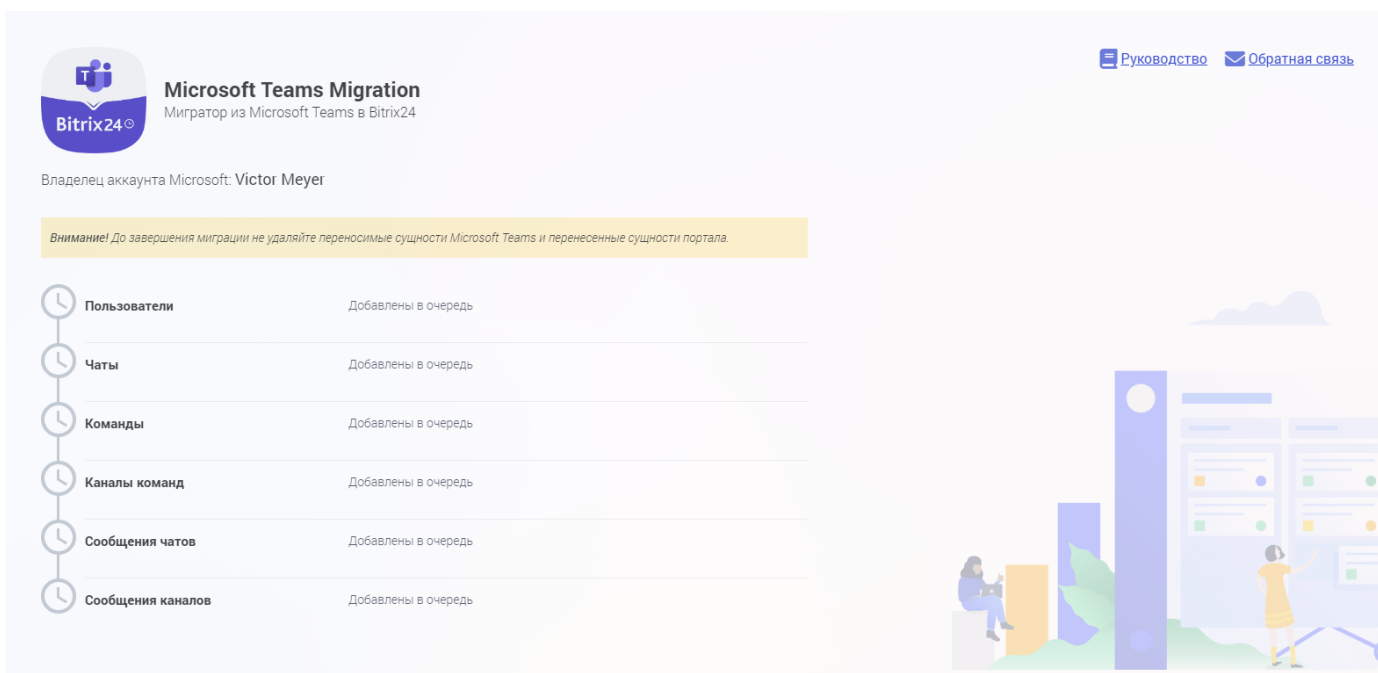 Руководство
Обратная связь
T
Bitrix24
Microsoft Teams Migration
Мигратор из Microsoft Teams в Bitrix24
Владелец аккаунта Microsoft: Victor Meyer
Внимание! До завершения миграции не удаляйте переносимые сущности Microsoft Teams и перенесенные сущности портала.
Пользователи Добавлены в очередь
Чаты Добавлены в очередь
Команды Добавлены в очередь
Каналы команд Добавлены в очередь
Сообщения чатов Добавлены в очередь
Сообщения каналов Добавлены в очередь